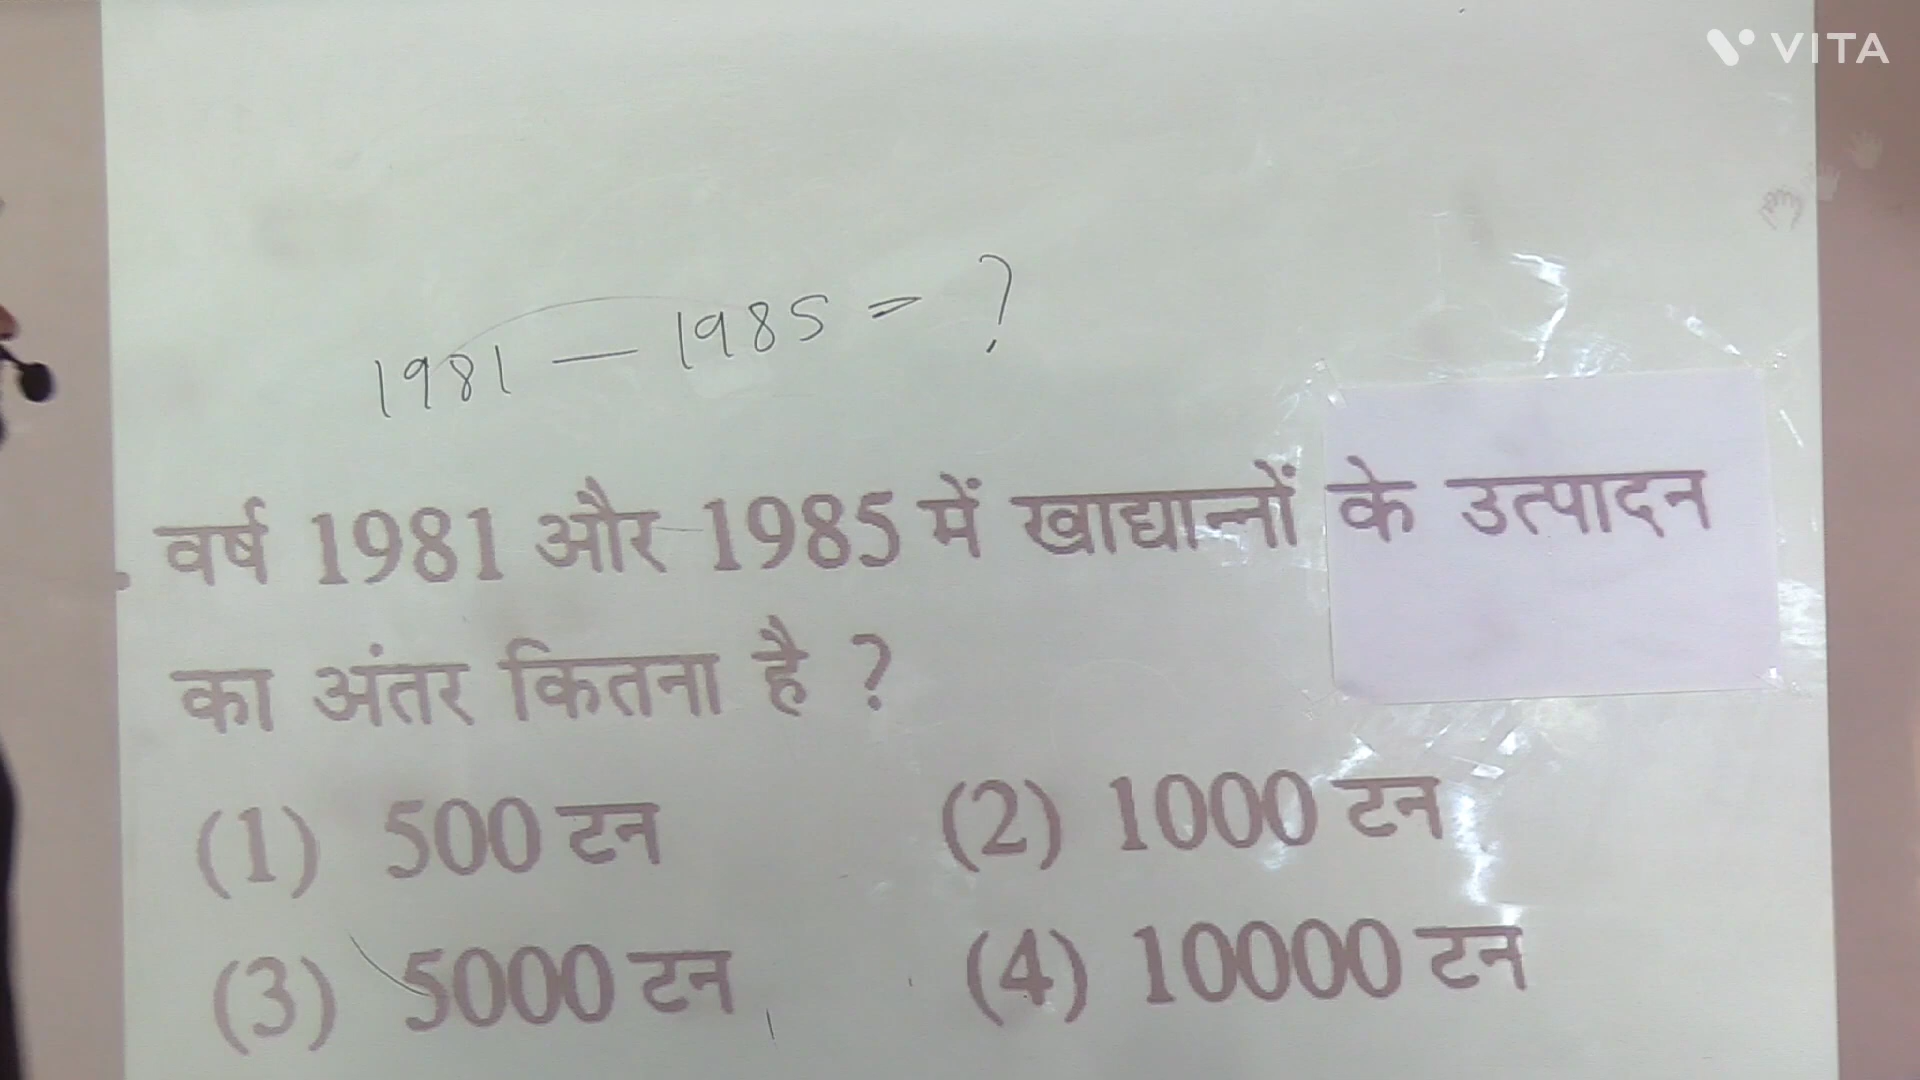 VITA
1981 — 1985 = ?
वर्ष 1981 और 1985 में खाद्यान्नों के उत्पादन
का अंतर कितना है ?
(1) 500 टन (2) 1000 टन
(3) 5000 टन (4) 10000 टन